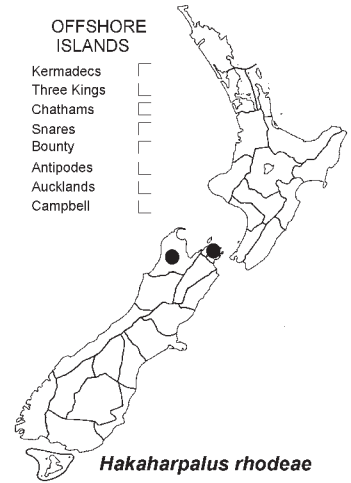 OFFSHORE
ISLANDS
Kermadecs
Three Kings
Chathams
Snares
Bounty
Antipodes
Aucklands
Campbell
Hakaharpalus rhodeae